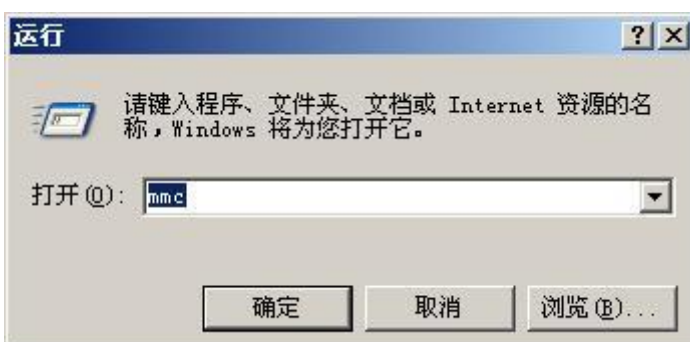 运行
请键入程序、文件夹、文档或 Internet 资源的名
称,Windows 将为您打开它。
打开(O): mmc
确定 取消 浏览(B)...